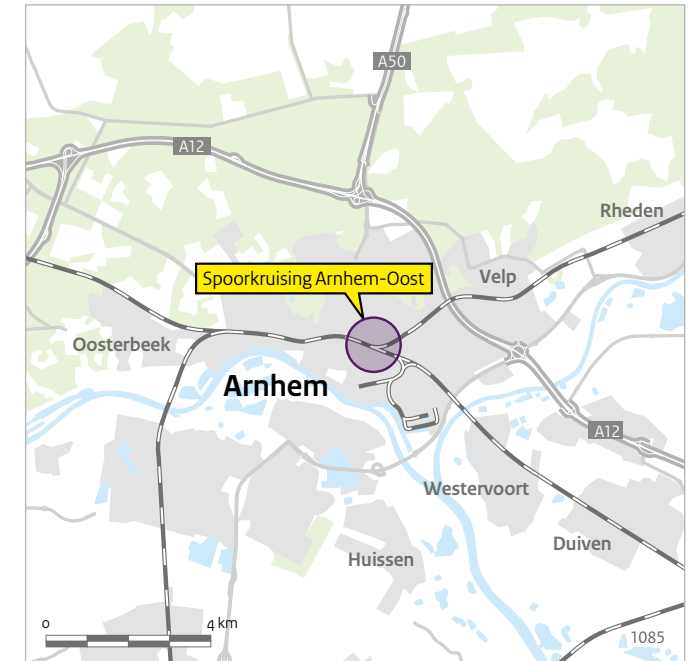 A50
A12
Rheden
Spoorkruising Arnhem-Oost
Velp
Oosterbeek
Arnhem
A12
Westervoort
Duiven
Huissen
0 4 km
1085